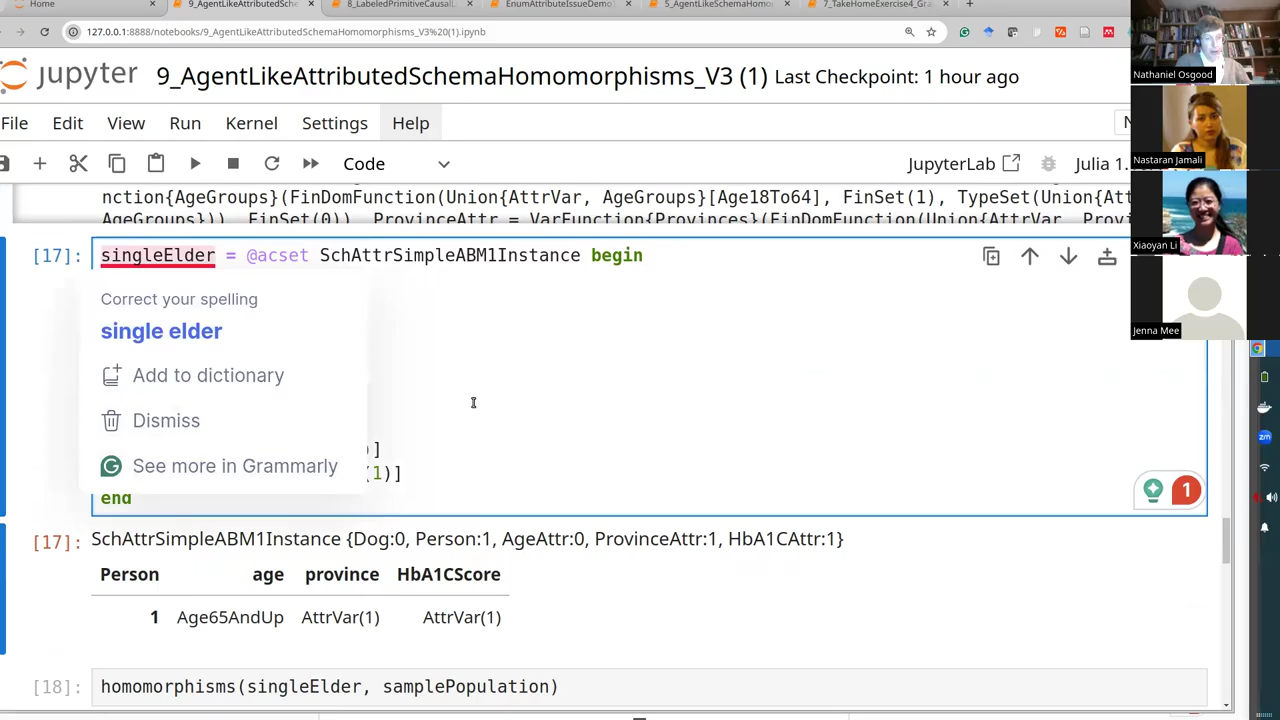 Home
9_AgentLikeAttributedSche
8_LabeledPrimitiveCausalL
EnumAttributeIssueDemo
5_AgentLikeSchemaHomom
7_TakeHomeExercise4_Gra
127.0.0.1:8888/notebooks/9_AgentLikeAttributedSchemaHomomorphisms_V3%20(1).ipynb
jupyter 9_AgentLikeAttributedSchemaHomomorphisms_V3 (1) Last Checkpoint: 1 hour ago
File Edit View Run Kernel Settings Help
Code
JupyterLab
Julia 1.
nction{AgeGroups}(FinDomFunction(Union{AttrVar, AgeGroups}[Age18To64], FinSet(1), TypeSet(Union{At
AgeGroups})), FinSet(0)), ProvinceAttr = VarFunction{Provinces}(FinDomFunction(Union{AttrVar, Prov
[17]: singleElder = @acset SchAttrSimpleABM1Instance begin
Correct your spelling
single elder
Add to dictionary
Dismiss
)]
See more in Grammarly
(1)]
end
1
[17]: SchAttrSimpleABM1Instance {Dog:0, Person:1, AgeAttr:0, ProvinceAttr:1, HbA1CAttr:1}
Person age province HbA1CScore
1 Age65AndUp AttrVar(1) AttrVar(1)
[18]: homomorphisms(singleElder, samplePopulation)
Nathaniel Osgood
Nastaran Jamali
Xiaoyan Li
Jenna Mee
zm